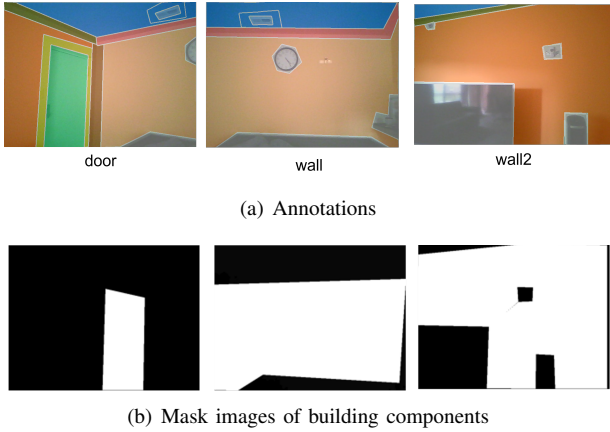 door
wall
wall2
(a) Annotations
(b) Mask images of building components